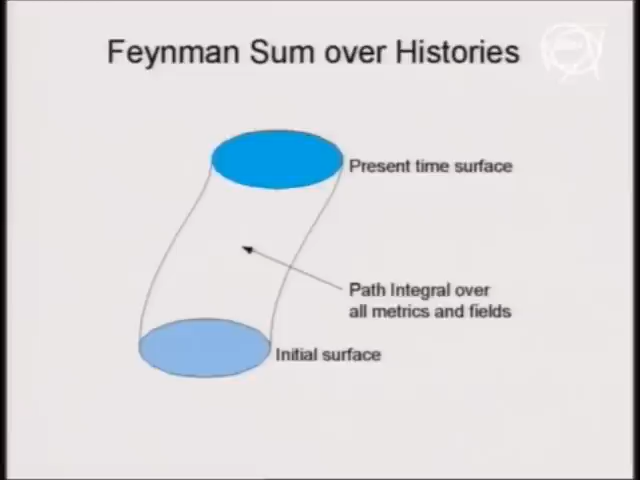 Feynman Sum over Histories
Present time surface
Path Integral over
all metrics and fields
Initial surface